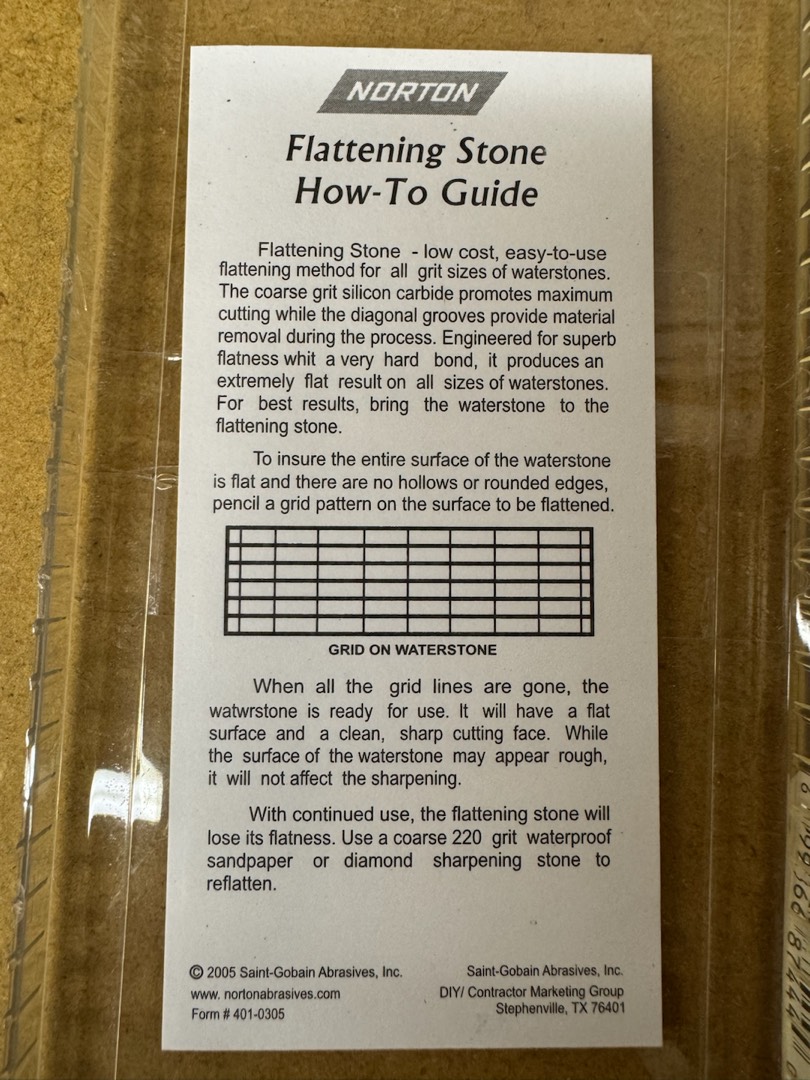 NORTON
Flattening Stone
How-To Guide
Flattening Stone - low cost, easy-to-use
flattening method for all grit sizes of waterstones.
The coarse grit silicon carbide promotes maximum
cutting while the diagonal grooves provide material
removal during the process. Engineered for superb
flatness whit a very hard bond, it produces an
extremely flat result on all sizes of waterstones.
For best results, bring the waterstone to the
flattening stone.
To insure the entire surface of the waterstone
is flat and there are no hollows or rounded edges,
pencil a grid pattern on the surface to be flattened.
GRID ON WATERSTONE
When all the grid lines are gone, the
watwrstone is ready for use. It will have a flat
surface and a clean, sharp cutting face. While
the surface of the waterstone may appear rough,
it will not affect the sharpening.
With continued use, the flattening stone will
lose its flatness. Use a coarse 220 grit waterproof
sandpaper or diamond sharpening stone to
reflatten.
© 2005 Saint-Gobain Abrasives, Inc.
www. nortonabrasives.com
Form # 401-0305
Saint-Gobain Abrasives, Inc.
DIY/ Contractor Marketing Group
Stephenville, TX 76401